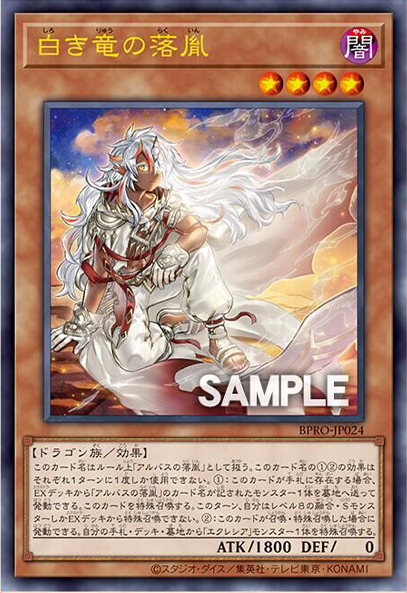 白き竜の落胤
闇
SAMPLE
BPRO-JP024
【ドラゴン族／効果】
このカード名はルール上「アルバスの落胤」として扱う。このカード名の①②の効果は
それぞれ1ターンに1度しか使用できない。①：このカードが手札に存在する場合、
EXデッキから「アルバスの落胤」のカード名が記されたモンスター1体を墓地へ送って
発動できる。このカードを特殊召喚する。このターン、自分はレベル8の融合・Sモンス
ターしかEXデッキから特殊召喚できない。②：このカードが召喚・特殊召喚した場合に
発動できる。自分の手札・デッキ・墓地から「エクレシア」モンスター1体を特殊召喚する。
ATK/1800 DEF/ 0
©スタジオ・ダイス／集英社・テレビ東京・KONAMI